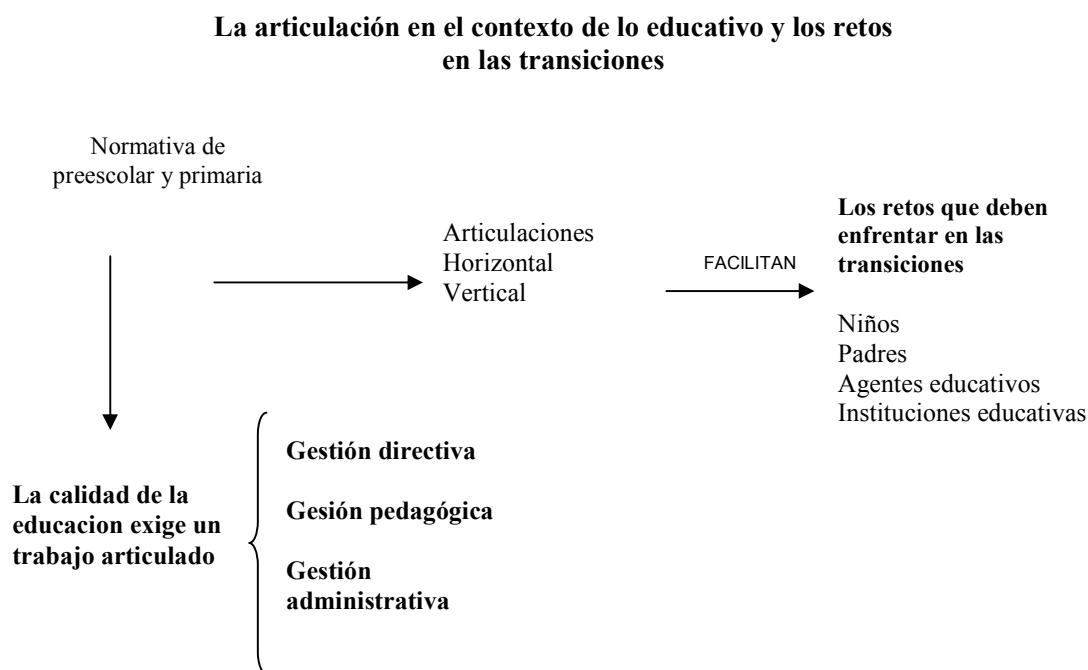 La articulación en el contexto de lo educativo y los retos
en las transiciones
Normativa de
preescolar y primaria
Articulaciones
Horizontal
Vertical
FACILITAN
Los retos que deben
enfrentar en las
transiciones
Niños
Padres
Agentes educativos
Instituciones educativas
La calidad de la
educacion exige un
trabajo articulado
Gestión directiva
Gesión pedagógica
Gestión
administrativa